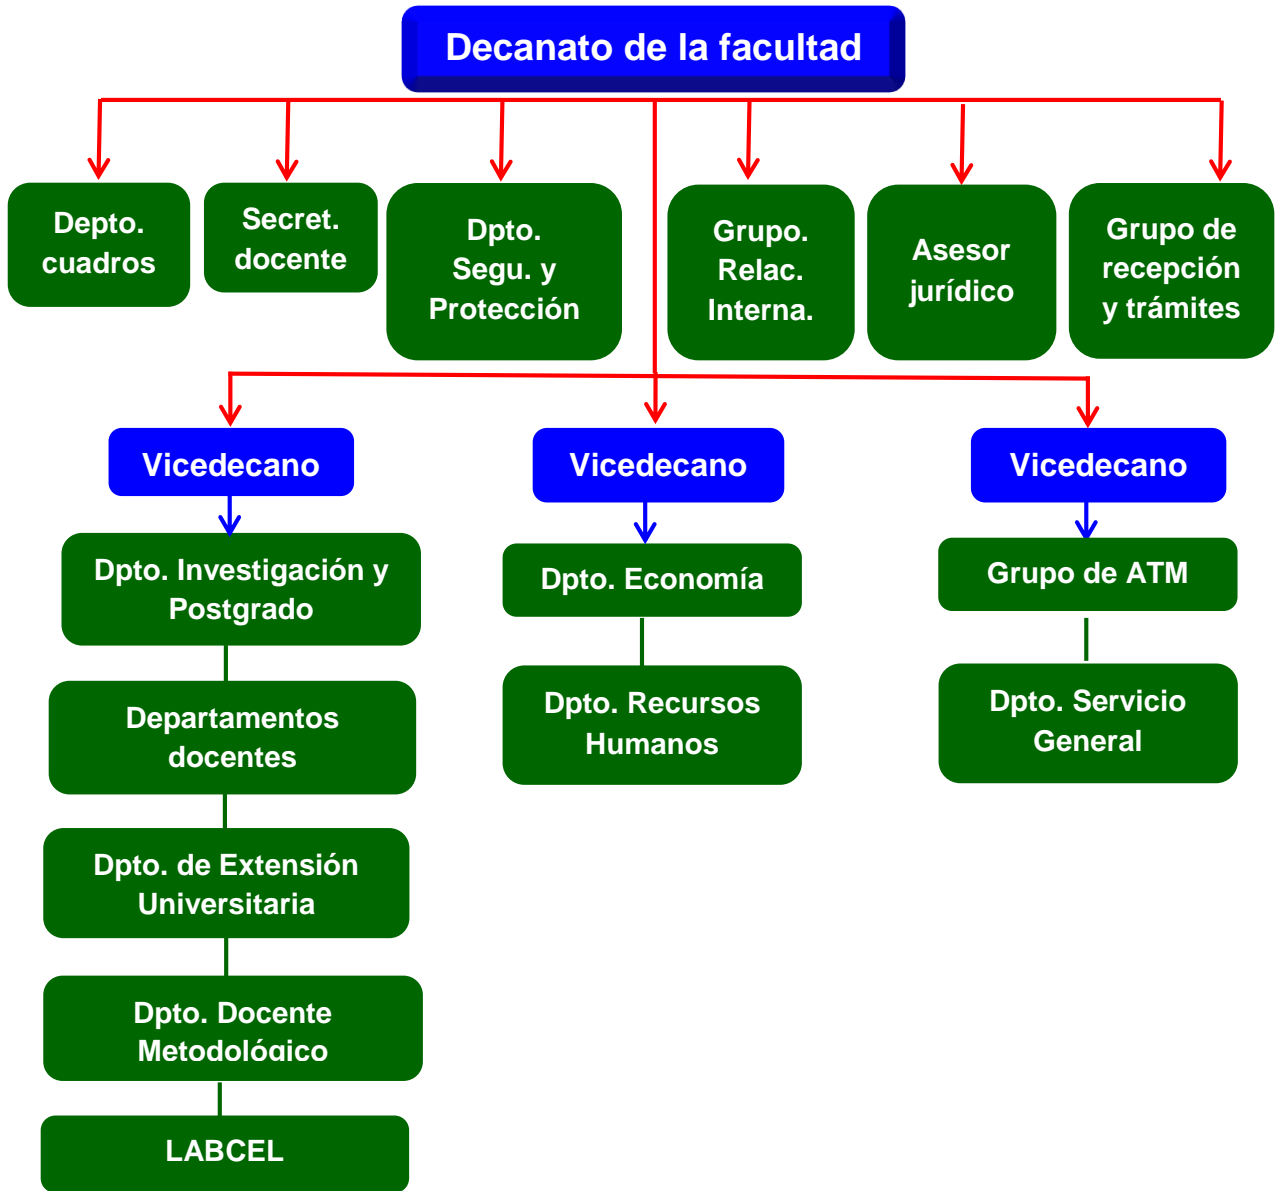 Decanato de la facultad
Depto.
cuadros
Secret.
docente
Dpto.
Segu. y
Protección
Grupo.
Relac.
Interna.
Asesor
jurídico
Grupo de
recepción
y trámites
Vicedecano
Vicedecano
Vicedecano
Dpto. Investigación y
Postgrado
Departamentos
docentes
Dpto. de Extensión
Universitaria
Dpto. Docente
Metodológico
LABCEL
Dpto. Economía
Dpto. Recursos
Humanos
Grupo de ATM
Dpto. Servicio
General